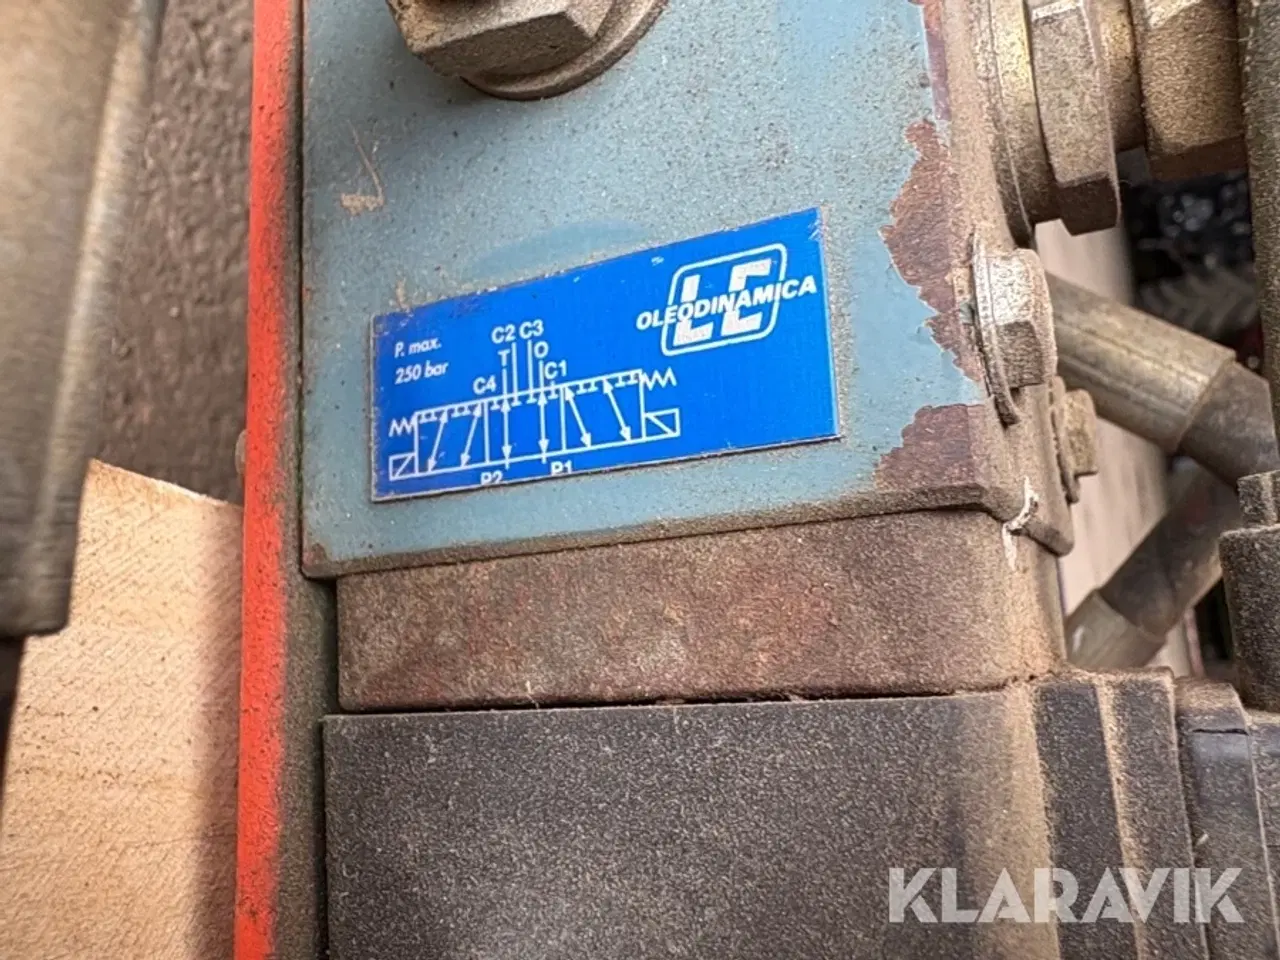 LC
OLEODINAMICA
P. max.
250 bar
C2 C3
T O
C4 C1
P2 P1
KLARAVIK